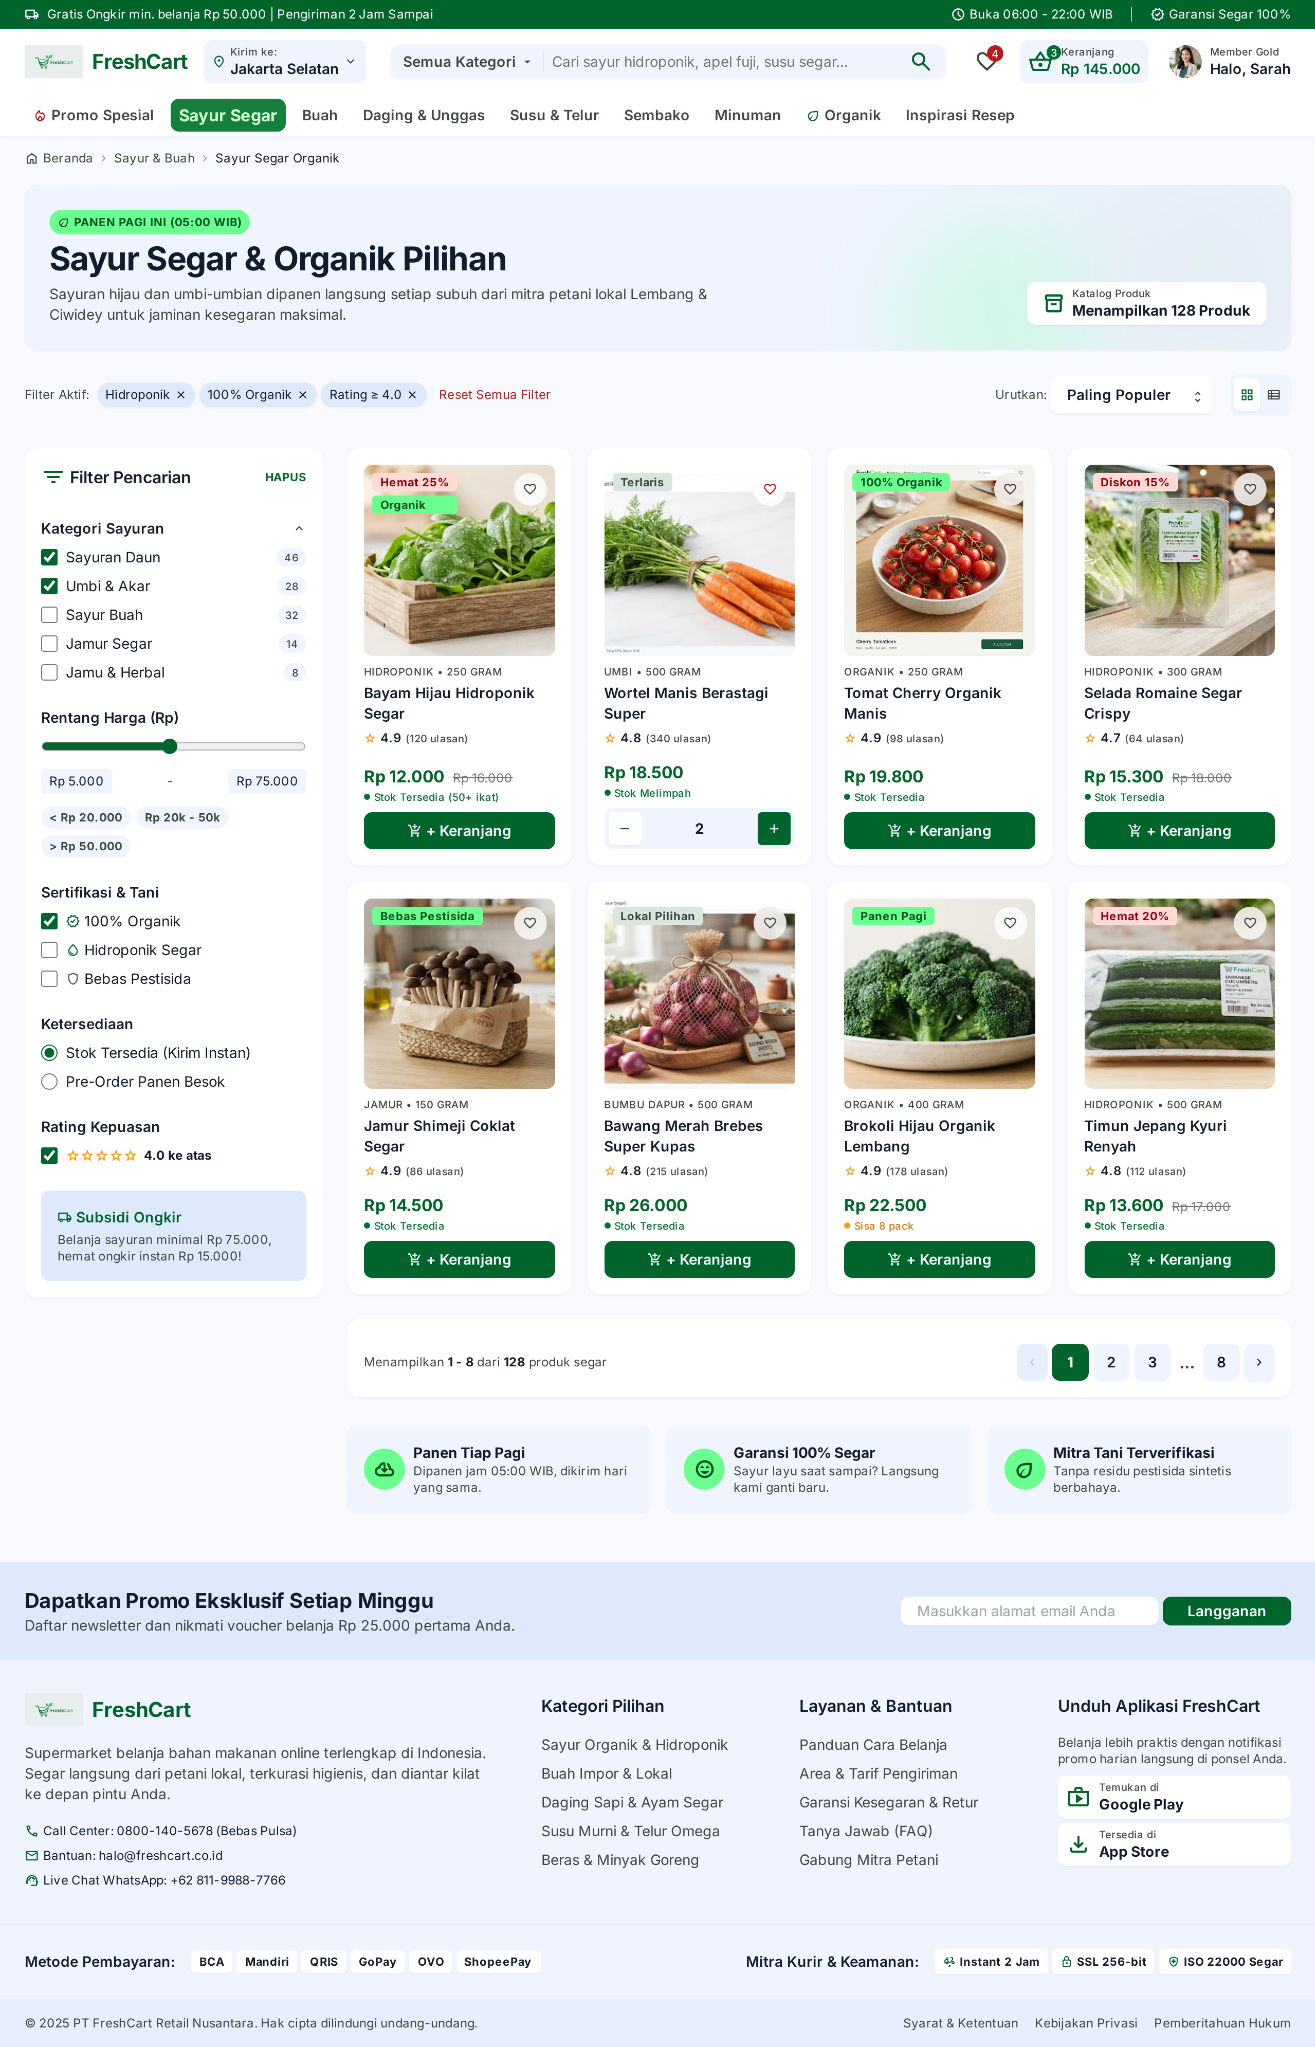 Gratis Ongkir min. belanja Rp 50.000 | Pengiriman 2 Jam Sampai
Buka 06:00 - 22:00 WIB
Garansi Segar 100%
FreshCart
FreshCart
Kirim ke:
Jakarta Selatan
Semua Kategori
Cari sayur hidroponik, apel fuji, susu segar...
4
3
Keranjang
Rp 145.000
Member Gold
Halo, Sarah
Promo Spesial
Sayur Segar
Buah
Daging & Unggas
Susu & Telur
Sembako
Minuman
Organik
Inspirasi Resep
Beranda
Sayur & Buah
Sayur Segar Organik
PANEN PAGI INI (05:00 WIB)
Sayur Segar & Organik Pilihan
Sayuran hijau dan umbi-umbian dipanen langsung setiap subuh dari mitra petani lokal Lembang &
Ciwidey untuk jaminan kesegaran maksimal.
Katalog Produk
Menampilkan 128 Produk
Filter Aktif:
Hidroponik
100% Organik
Rating ≥ 4.0
Reset Semua Filter
Urutkan:
Paling Populer
Filter Pencarian
HAPUS
Kategori Sayuran
Sayuran Daun
46
Umbi & Akar
28
Sayur Buah
32
Jamur Segar
14
Jamu & Herbal
8
Rentang Harga (Rp)
Rp 5.000
-
Rp 75.000
< Rp 20.000
Rp 20k - 50k
> Rp 50.000
Sertifikasi & Tani
100% Organik
Hidroponik Segar
Bebas Pestisida
Ketersediaan
Stok Tersedia (Kirim Instan)
Pre-Order Panen Besok
Rating Kepuasan
4.0 ke atas
Subsidi Ongkir
Belanja sayuran minimal Rp 75.000,
hemat ongkir instan Rp 15.000!
Hemat 25%
Organik
HIDROPONIK • 250 GRAM
Bayam Hijau Hidroponik
Segar
4.9 (120 ulasan)
Rp 12.000 Rp 16.000
Stok Tersedia (50+ ikat)
+ Keranjang
Terlaris
UMBI • 500 GRAM
Wortel Manis Berastagi
Super
4.8 (340 ulasan)
Rp 18.500
Stok Melimpah
2
100% Organik
Cherry Tomatices
ORGANIK • 250 GRAM
Tomat Cherry Organik
Manis
4.9 (98 ulasan)
Rp 19.800
Stok Tersedia
+ Keranjang
Diskon 15%
FreshCart
HIDROPONIK • 300 GRAM
Selada Romaine Segar
Crispy
4.7 (64 ulasan)
Rp 15.300 Rp 18.000
Stok Tersedia
+ Keranjang
Bebas Pestisida
FRESH
JAMUR • 150 GRAM
Jamur Shimeji Coklat
Segar
4.9 (86 ulasan)
Rp 14.500
Stok Tersedia
+ Keranjang
Lokal Pilihan
BUMBU DAPUR • 500 GRAM
Bawang Merah Brebes
Super Kupas
4.8 (215 ulasan)
Rp 26.000
Stok Tersedia
+ Keranjang
Panen Pagi
ORGANIK • 400 GRAM
Brokoli Hijau Organik
Lembang
4.9 (178 ulasan)
Rp 22.500
Sisa 8 pack
+ Keranjang
Hemat 20%
FreshCart
JAPANESE
CUCUMBERS
HIDROPONIK • 500 GRAM
Timun Jepang Kyuri
Renyah
4.8 (112 ulasan)
Rp 13.600 Rp 17.000
Stok Tersedia
+ Keranjang
Menampilkan 1 - 8 dari 128 produk segar
1
2
3
...
8
Panen Tiap Pagi
Dipanen jam 05:00 WIB, dikirim hari
yang sama.
Garansi 100% Segar
Sayur layu saat sampai? Langsung
kami ganti baru.
Mitra Tani Terverifikasi
Tanpa residu pestisida sintetis
berbahaya.
Dapatkan Promo Eksklusif Setiap Minggu
Daftar newsletter dan nikmati voucher belanja Rp 25.000 pertama Anda.
Masukkan alamat email Anda
Langganan
FreshCart
FreshCart
Supermarket belanja bahan makanan online terlengkap di Indonesia.
Segar langsung dari petani lokal, terkurasi higienis, dan diantar kilat
ke depan pintu Anda.
Call Center: 0800-140-5678 (Bebas Pulsa)
Bantuan: halo@freshcart.co.id
Live Chat WhatsApp: +62 811-9988-7766
Kategori Pilihan
Sayur Organik & Hidroponik
Buah Impor & Lokal
Daging Sapi & Ayam Segar
Susu Murni & Telur Omega
Beras & Minyak Goreng
Layanan & Bantuan
Panduan Cara Belanja
Area & Tarif Pengiriman
Garansi Kesegaran & Retur
Tanya Jawab (FAQ)
Gabung Mitra Petani
Unduh Aplikasi FreshCart
Belanja lebih praktis dengan notifikasi
promo harian langsung di ponsel Anda.
Temukan di
Google Play
Tersedia di
App Store
Metode Pembayaran:
BCA
Mandiri
QRIS
GoPay
OVO
ShopeePay
Mitra Kurir & Keamanan:
Instant 2 Jam
SSL 256-bit
ISO 22000 Segar
© 2025 PT FreshCart Retail Nusantara. Hak cipta dilindungi undang-undang.
Syarat & Ketentuan
Kebijakan Privasi
Pemberitahuan Hukum